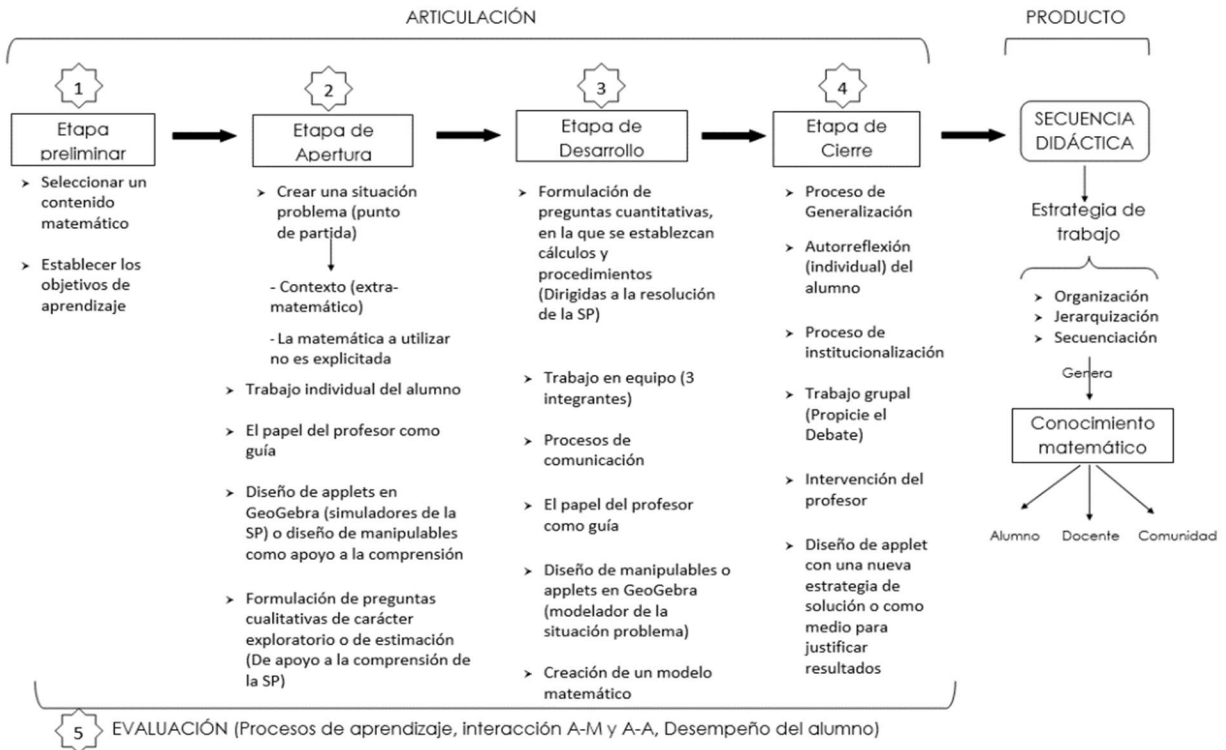 ARTICULACIÓN
PRODUCTO
1
Etapa
preliminar
➤ Seleccionar un
contenido
matemático
➤ Establecer los
objetivos de
aprendizaje
2
Etapa de
Apertura
➤ Crear una situación
problema (punto
de partida)
- Contexto (extra-
matemático)
- La matemática a utilizar
no es explicitada
➤ Trabajo individual del alumno
➤ El papel del profesor como
guía
➤ Diseño de applets en
GeoGebra (simuladores de la
SP) o diseño de manipulables
como apoyo a la comprensión
➤ Formulación de preguntas
cualitativas de carácter
exploratorio o de estimación
(De apoyo a la comprensión de
la SP)
3
Etapa de
Desarrollo
➤ Formulación de
preguntas cuantitativas,
en la que se establezcan
cálculos y
procedimientos
(Dirigidas a la resolución
de la SP)
➤ Trabajo en equipo (3
integrantes)
➤ Procesos de
comunicación
➤ El papel del profesor
como guía
➤ Diseño de manipulables o
applets en GeoGebra
(modelador de la
situación problema)
➤ Creación de un modelo
matemático
4
Etapa de
Cierre
➤ Proceso de
Generalización
➤ Autorreflexión
(individual) del
alumno
➤ Proceso de
institucionalización
➤ Trabajo grupal
(Propicie el
Debate)
➤ Intervención del
profesor
➤ Diseño de applet
con una nueva
estrategia de
solución o como
medio para
justificar
resultados
SECUENCIA
DIDÁCTICA
Estrategia de
trabajo
➤ Organización
➤ Jerarquización
➤ Secuenciación
Genera
Conocimiento
matemático
Alumno Docente Comunidad
5 EVALUACIÓN (Procesos de aprendizaje, interacción A-M y A-A, Desempeño del alumno)